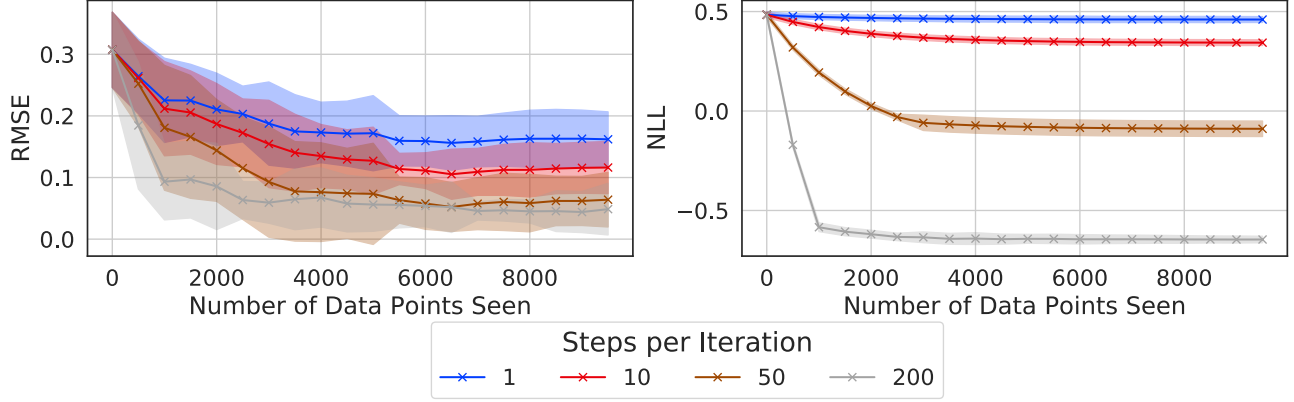 RMSE
0.3
0.2
0.1
0.0
0 2000 4000 6000 8000
Number of Data Points Seen
NLL
0.5
0.0
−0.5
0 2000 4000 6000 8000
Number of Data Points Seen
Steps per Iteration
1 10 50 200